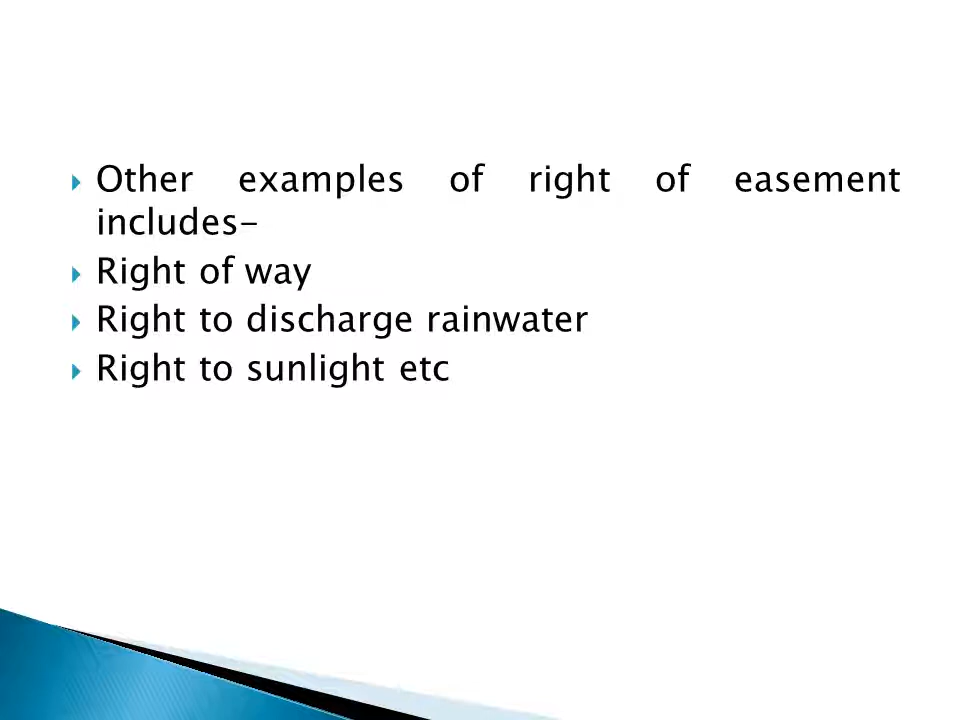 Other examples of right of easement
includes-
Right of way
Right to discharge rainwater
Right to sunlight etc